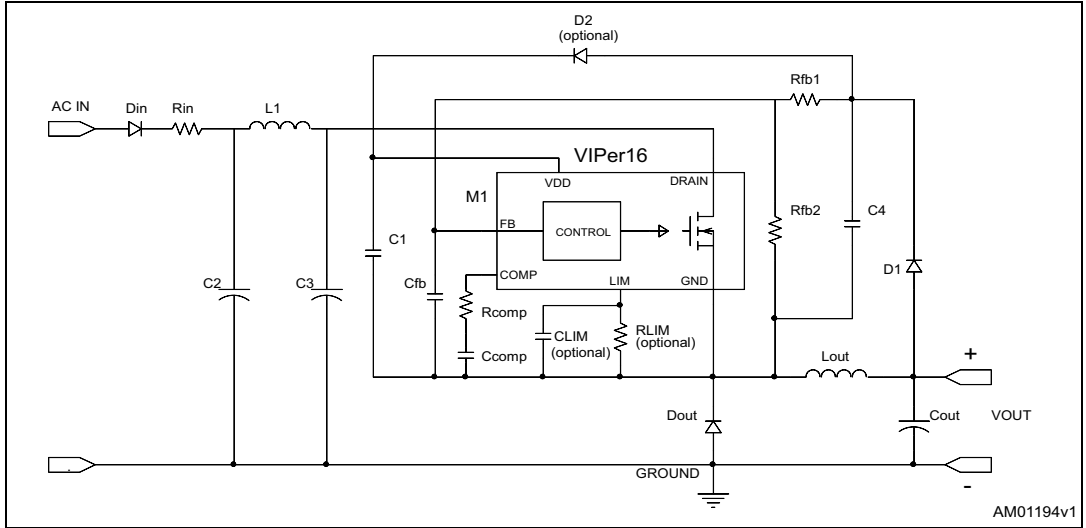 D2
(optional)
Rfb1
AC IN
Din
Rin
L1
VIPer16
VDD
DRAIN
M1
FB
CONTROL
Rfb2
C4
C1
COMP
LIM
GND
D1
C2
C3
Cfb
Rcomp
CLIM
(optional)
RLIM
(optional)
Ccomp
Lout
+
Dout
Cout
VOUT
GROUND
-
AM01194v1